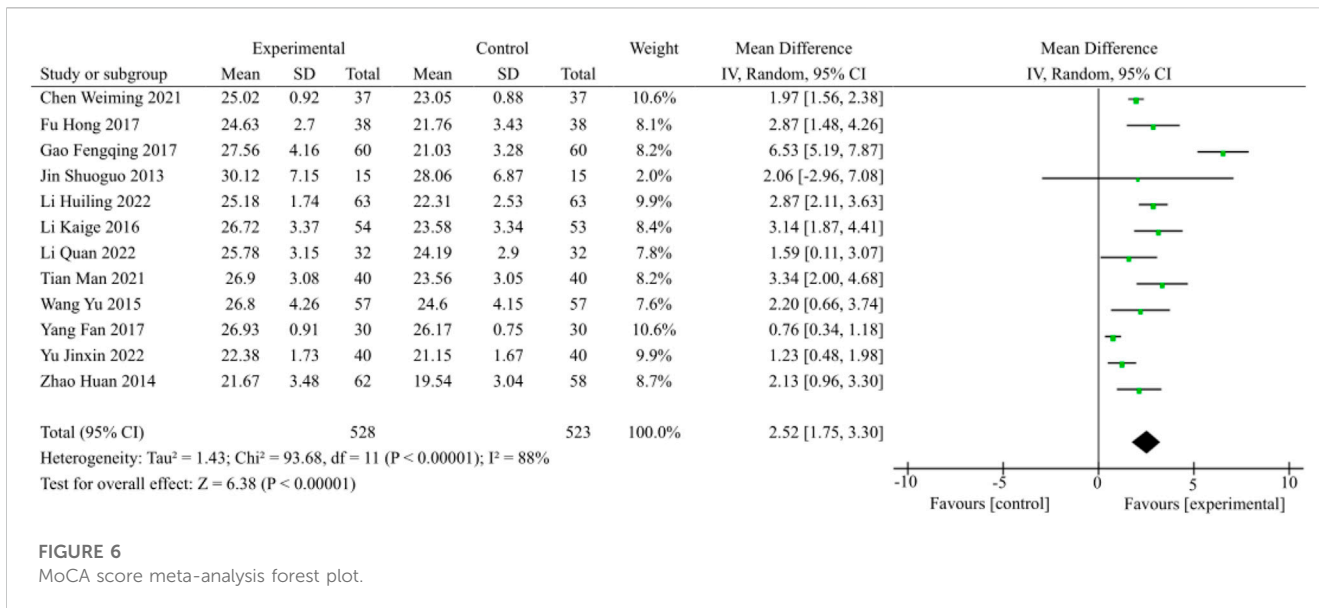 Experimental Control Weight Mean Difference Mean Difference
Study or subgroup Mean SD Total Mean SD Total IV, Random, 95% CI IV, Random, 95% CI
Chen Weiming 2021 25.02 0.92 37 23.05 0.88 37 10.6% 1.97 [1.56, 2.38]
Fu Hong 2017 24.63 2.7 38 21.76 3.43 38 8.1% 2.87 [1.48, 4.26]
Gao Fengqing 2017 27.56 4.16 60 21.03 3.28 60 8.2% 6.53 [5.19, 7.87]
Jin Shuoguo 2013 30.12 7.15 15 28.06 6.87 15 2.0% 2.06 [-2.96, 7.08]
Li Huiling 2022 25.18 1.74 63 22.31 2.53 63 9.9% 2.87 [2.11, 3.63]
Li Kaige 2016 26.72 3.37 54 23.58 3.34 53 8.4% 3.14 [1.87, 4.41]
Li Quan 2022 25.78 3.15 32 24.19 2.9 32 7.8% 1.59 [0.11, 3.07]
Tian Man 2021 26.9 3.08 40 23.56 3.05 40 8.2% 3.34 [2.00, 4.68]
Wang Yu 2015 26.8 4.26 57 24.6 4.15 57 7.6% 2.20 [0.66, 3.74]
Yang Fan 2017 26.93 0.91 30 26.17 0.75 30 10.6% 0.76 [0.34, 1.18]
Yu Jinxin 2022 22.38 1.73 40 21.15 1.67 40 9.9% 1.23 [0.48, 1.98]
Zhao Huan 2014 21.67 3.48 62 19.54 3.04 58 8.7% 2.13 [0.96, 3.30]
Total (95% CI) 528 523 100.0% 2.52 [1.75, 3.30]
Heterogeneity: Tau² = 1.43; Chi² = 93.68, df = 11 (P < 0.00001); I² = 88%
Test for overall effect: Z = 6.38 (P < 0.00001)
-10 -5 0 5 10
Favours [control] Favours [experimental]
FIGURE 6
MoCA score meta-analysis forest plot.